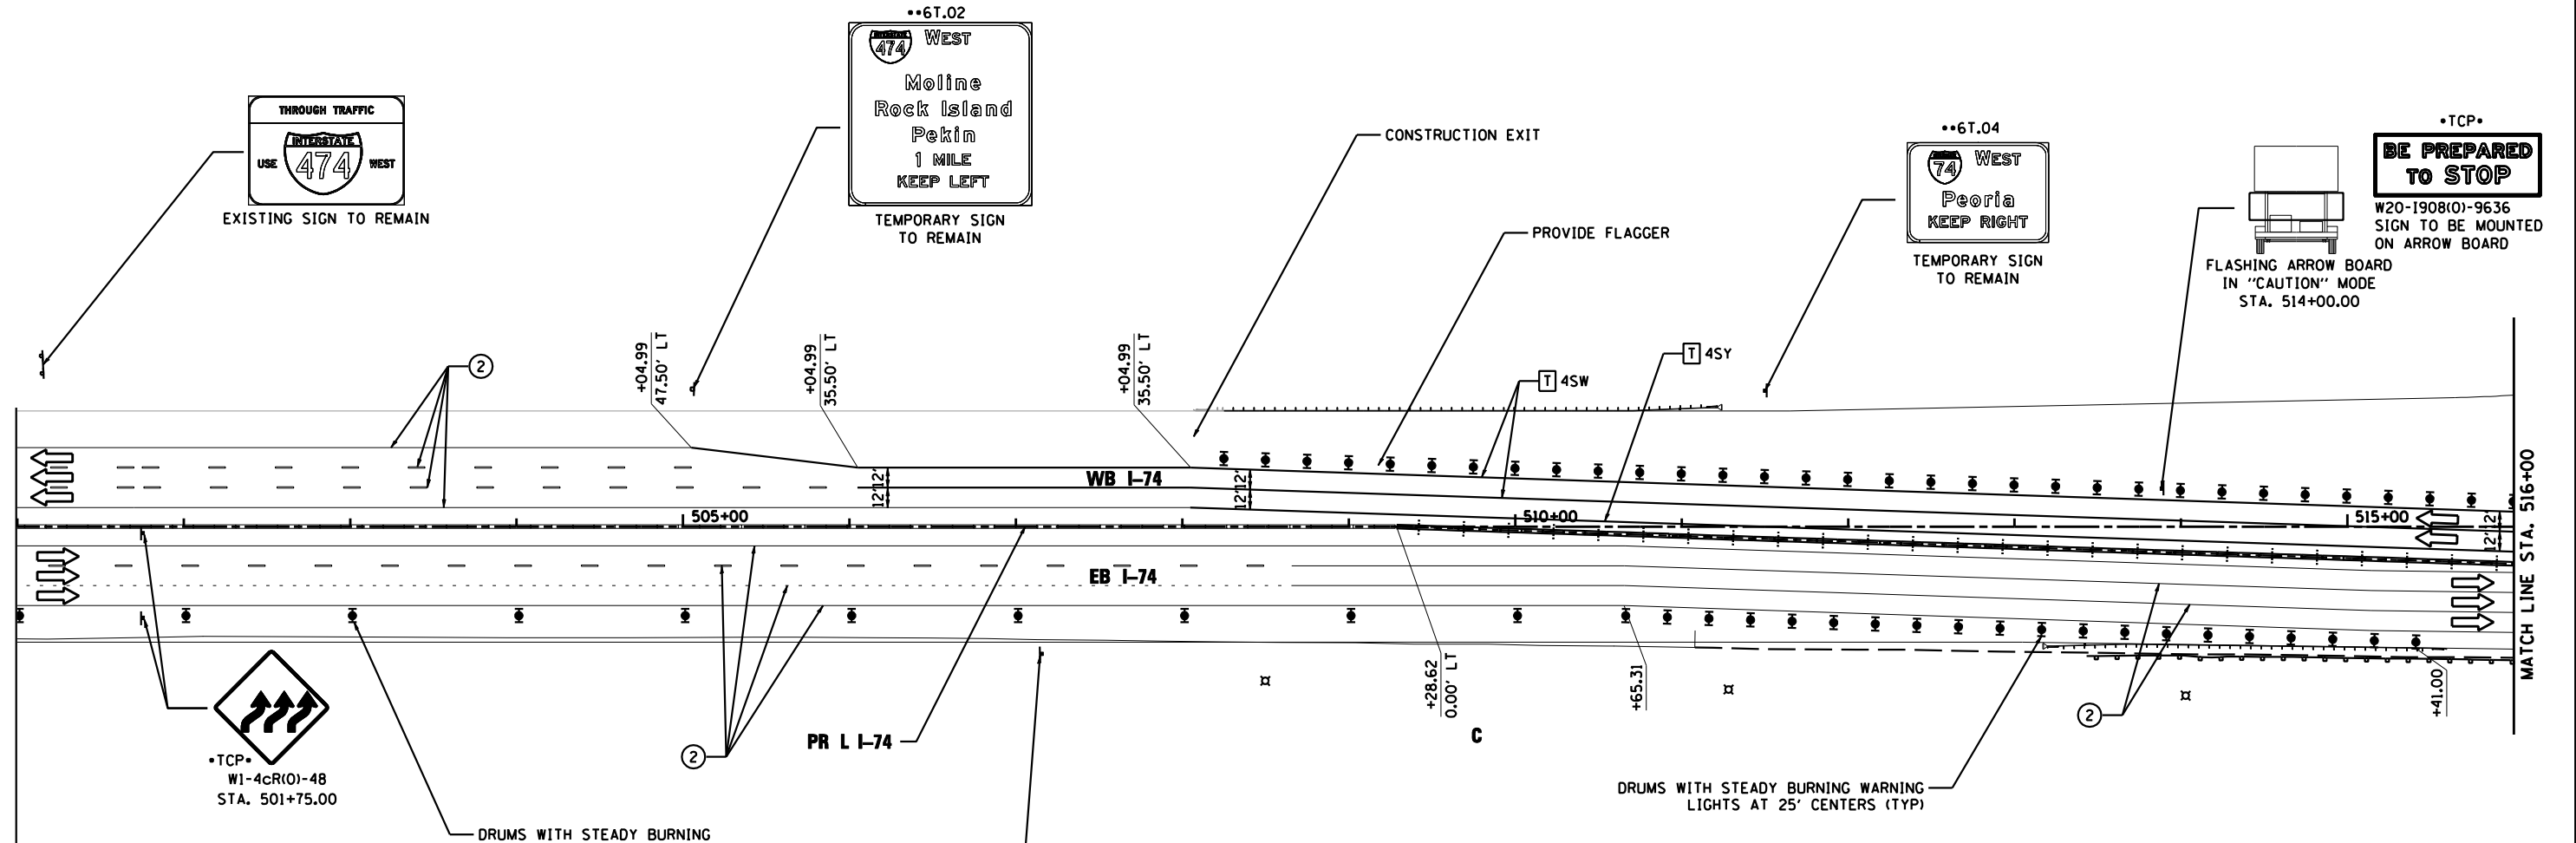 ••6T.02
474 WEST
Moline
Rock Island
Pekin
1 MILE
KEEP LEFT
TEMPORARY SIGN
TO REMAIN
THROUGH TRAFFIC
USE INTERSTATE 474 WEST
EXISTING SIGN TO REMAIN
CONSTRUCTION EXIT
PROVIDE FLAGGER
••6T.04
74 WEST
Peoria
KEEP RIGHT
TEMPORARY SIGN
TO REMAIN
•TCP•
BE PREPARED
TO STOP
W20-I908(O)-9636
SIGN TO BE MOUNTED
ON ARROW BOARD
FLASHING ARROW BOARD
IN "CAUTION" MODE
STA. 514+00.00
2
+04.99
47.50' LT
+04.99
35.50' LT
+04.99
35.50' LT
T 4SY
T 4SW
12' 12'
WB I-74
12' 12'
505+00
510+00
515+00
12' 12'
MATCH LINE STA. 516+00
EB I-74
+28.62
0.00' LT
+65.31
+41.00
2
PR L I-74
C
2
•TCP•
W1-4cR(O)-48
STA. 501+75.00
DRUMS WITH STEADY BURNING WARNING
LIGHTS AT 25' CENTERS (TYP)
DRUMS WITH STEADY BURNING